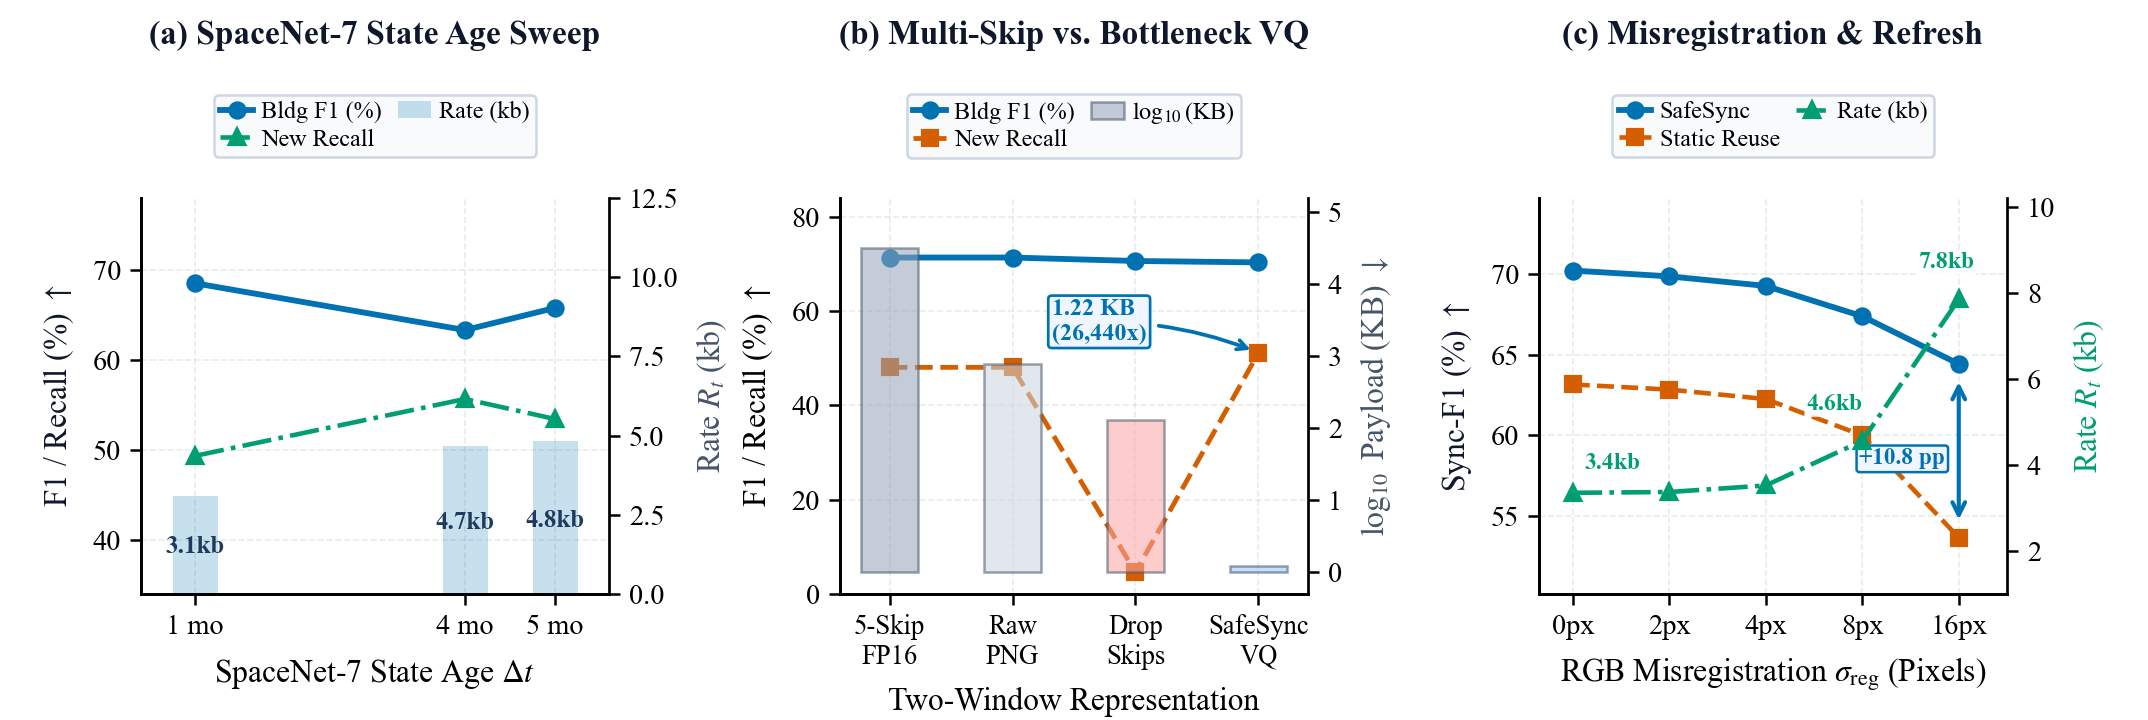 (a) SpaceNet-7 State Age Sweep
Bldg F1 (%)
New Recall
Rate (kb)
F1 / Recall (%) ↑
70
60
50
40
12.5
10.0
7.5
5.0
2.5
0.0
Rate Rₜ (kb)
3.1kb
4.7kb
4.8kb
1 mo
4 mo
5 mo
SpaceNet-7 State Age Δt
(b) Multi-Skip vs. Bottleneck VQ
Bldg F1 (%)
New Recall
log₁₀ (KB)
F1 / Recall (%) ↑
80
60
40
20
0
5
4
3
2
1
0
log₁₀ Payload (KB) ↓
1.22 KB
(26,440x)
5-Skip
FP16
Raw
PNG
Drop
Skips
SafeSync
VQ
Two-Window Representation
(c) Misregistration & Refresh
SafeSync
Static Reuse
Rate (kb)
Sync-F1 (%) ↑
70
65
60
55
10
8
6
4
2
Rate Rₜ (kb)
7.8kb
4.6kb
3.4kb
+10.8 pp
0px
2px
4px
8px
16px
RGB Misregistration σreg (Pixels)